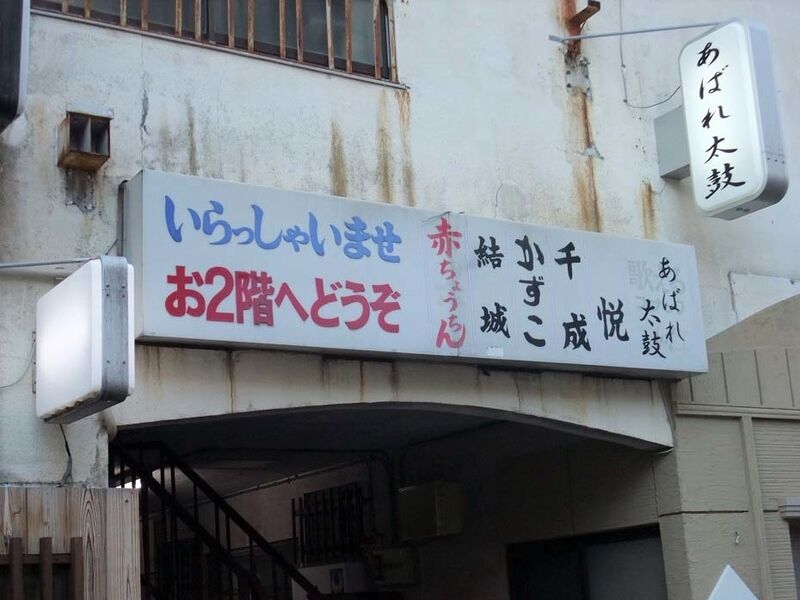 いらっしゃいませ
お2階へどうぞ
あばれ
太鼓
悦
千成
かずこ
結城
赤ちょうちん
あばれ太鼓